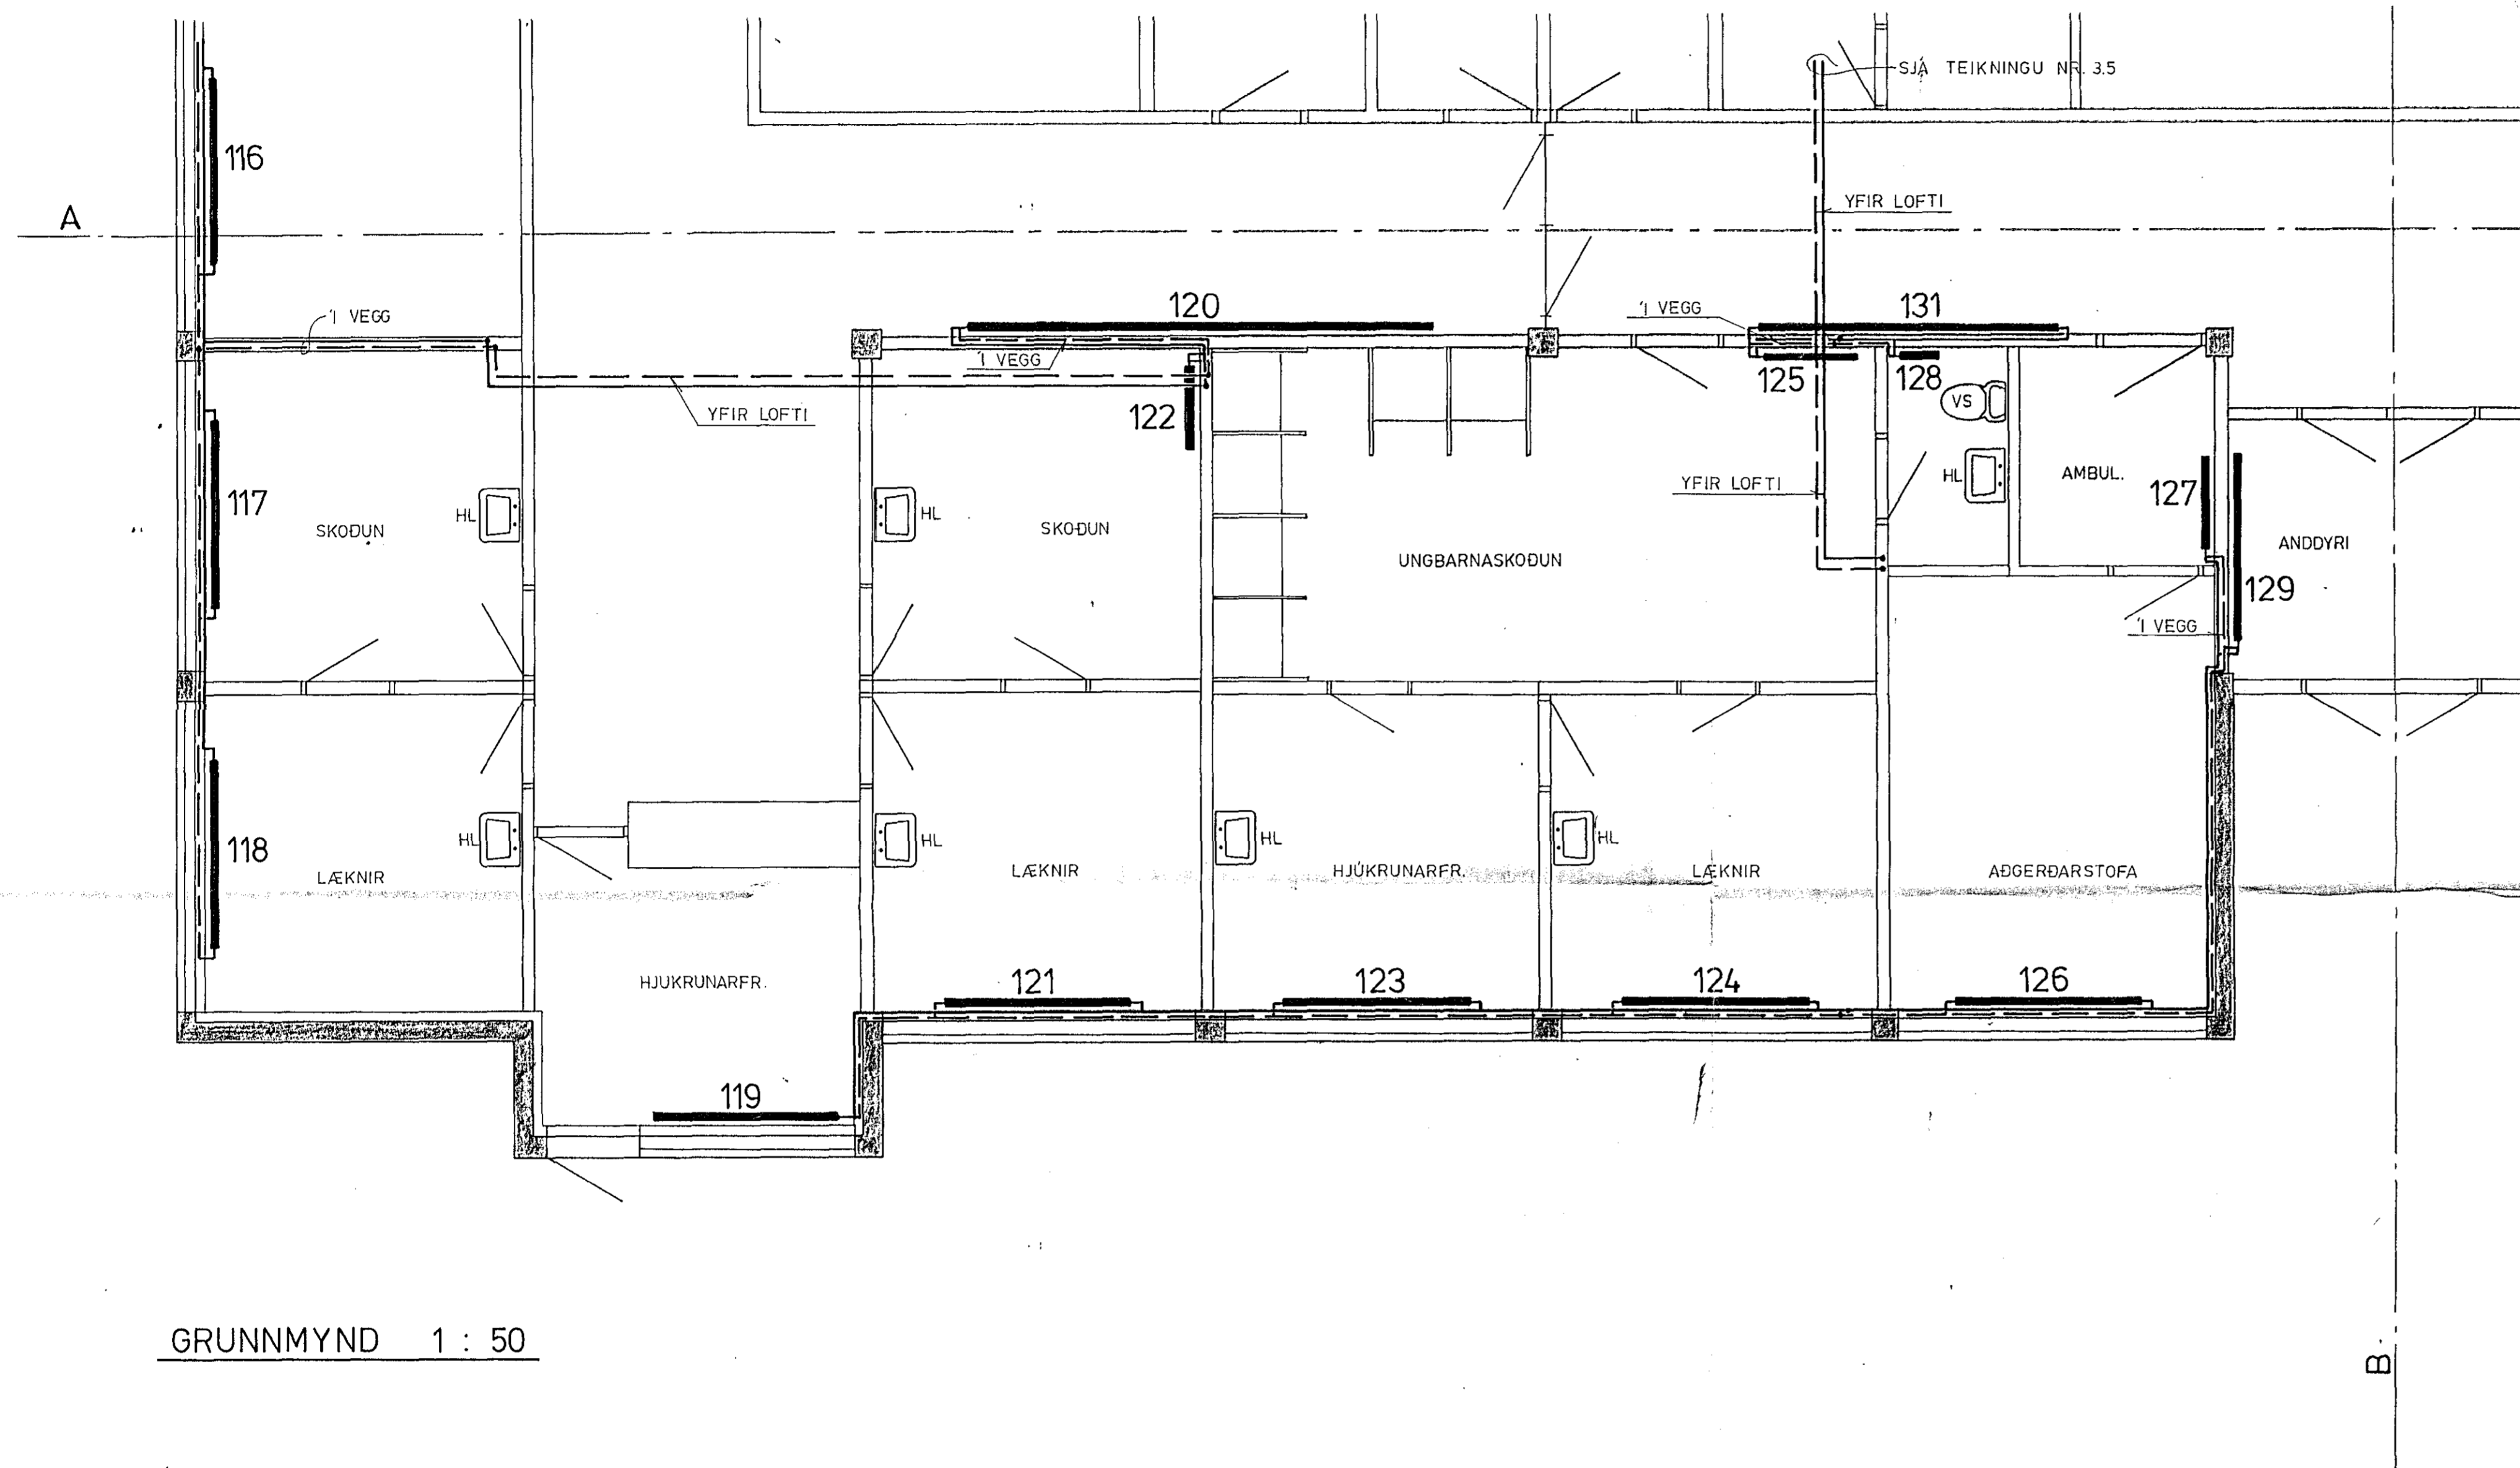 SJÁ TEIKNINGU NR. 3.5
116
YFIR LOFTI
A
120
Í VEGG
131
Í VEGG
Í VEGG
125
128
122
YFIR LOFTI
VS
117
SKOÐUN
HL
HL
SKOÐUN
UNGBARNASKOÐUN
YFIR LOFTI
HL
AMBUL.
127
ANDDYRI
129
Í VEGG
118
LÆKNIR
HL
HL
LÆKNIR
HL
HJÚKRUNARFR.
HL
LÆKNIR
AÐGERÐARSTOFA
HJUKRUNARFR.
121
123
124
126
119
GRUNNMYND 1 : 50
B